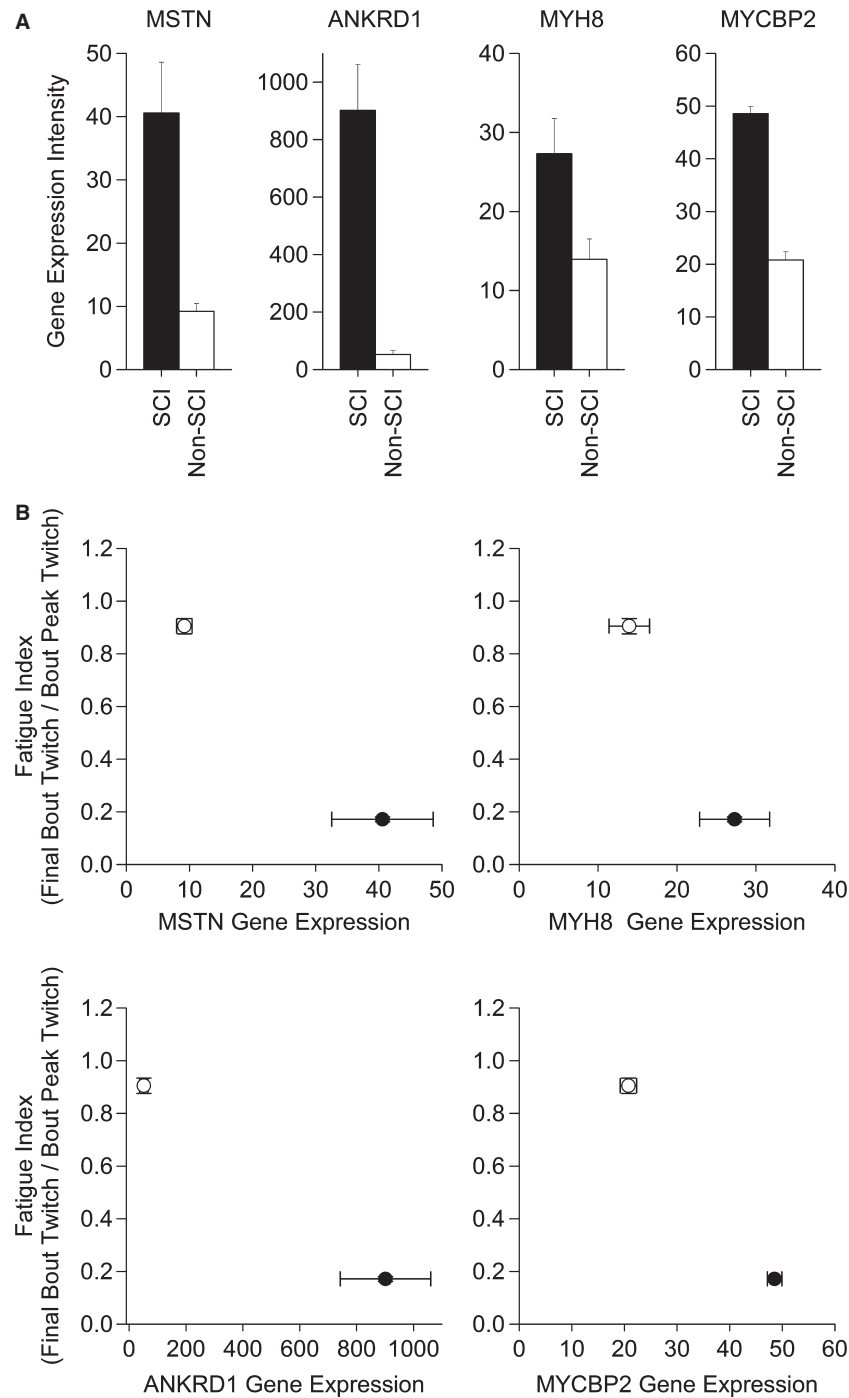 A
MSTN ANKRD1 MYH8 MYCBP2
Gene Expression Intensity
50
40
30
20
10
0
SCI
Non-SCI
1000
800
600
400
200
0
SCI
Non-SCI
40
30
20
10
0
SCI
Non-SCI
60
50
40
30
20
10
0
SCI
Non-SCI
B
Fatigue Index
(Final Bout Twitch / Bout Peak Twitch)
1.2
1.0
0.8
0.6
0.4
0.2
0.0
0 10 20 30 40 50
MSTN Gene Expression
1.2
1.0
0.8
0.6
0.4
0.2
0.0
0 10 20 30 40
MYH8 Gene Expression
Fatigue Index
(Final Bout Twitch / Bout Peak Twitch)
1.2
1.0
0.8
0.6
0.4
0.2
0.0
0 200 400 600 800 1000
ANKRD1 Gene Expression
1.2
1.0
0.8
0.6
0.4
0.2
0.0
0 10 20 30 40 50 60
MYCBP2 Gene Expression